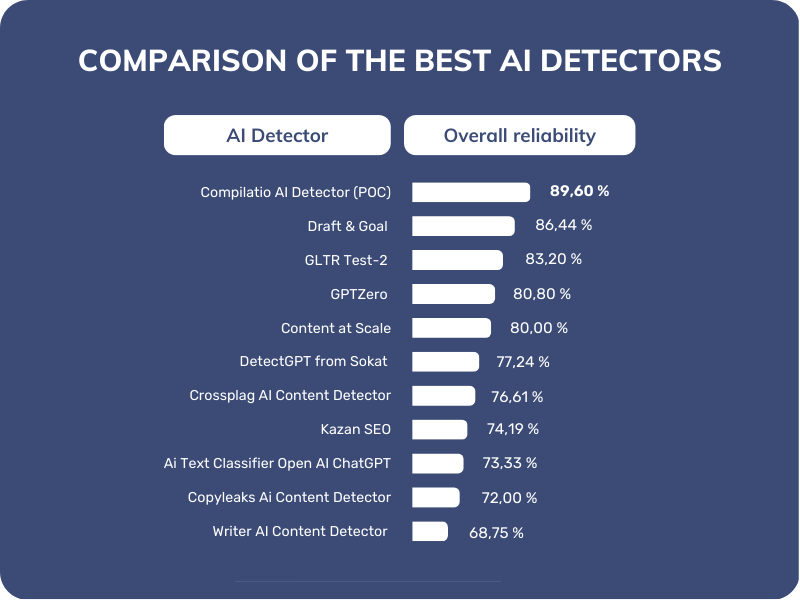 COMPARISON OF THE BEST AI DETECTORS
AI Detector Overall reliability
Compilatio AI Detector (POC) 89,60 %
Draft & Goal 86,44 %
GLTR Test-2 83,20 %
GPTZero 80,80 %
Content at Scale 80,00 %
DetectGPT from Sokat 77,24 %
Crossplag AI Content Detector 76,61 %
Kazan SEO 74,19 %
Ai Text Classifier Open AI ChatGPT 73,33 %
Copyleaks Ai Content Detector 72,00 %
Writer AI Content Detector 68,75 %